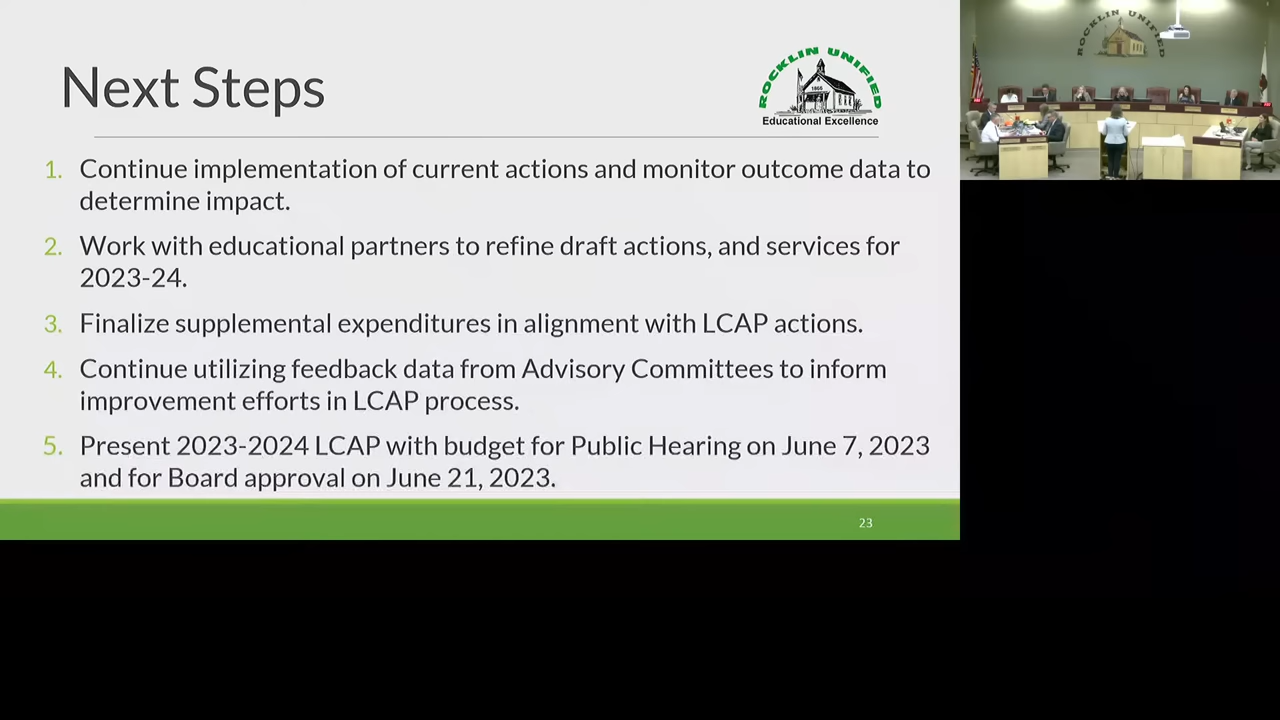 Next Steps
ROCKLIN UNIFIED
1866
Educational Excellence
1. Continue implementation of current actions and monitor outcome data to
determine impact.
2. Work with educational partners to refine draft actions, and services for
2023-24.
3. Finalize supplemental expenditures in alignment with LCAP actions.
4. Continue utilizing feedback data from Advisory Committees to inform
improvement efforts in LCAP process.
5. Present 2023-2024 LCAP with budget for Public Hearing on June 7, 2023
and for Board approval on June 21, 2023.
23
ROCKLIN UNIFIED